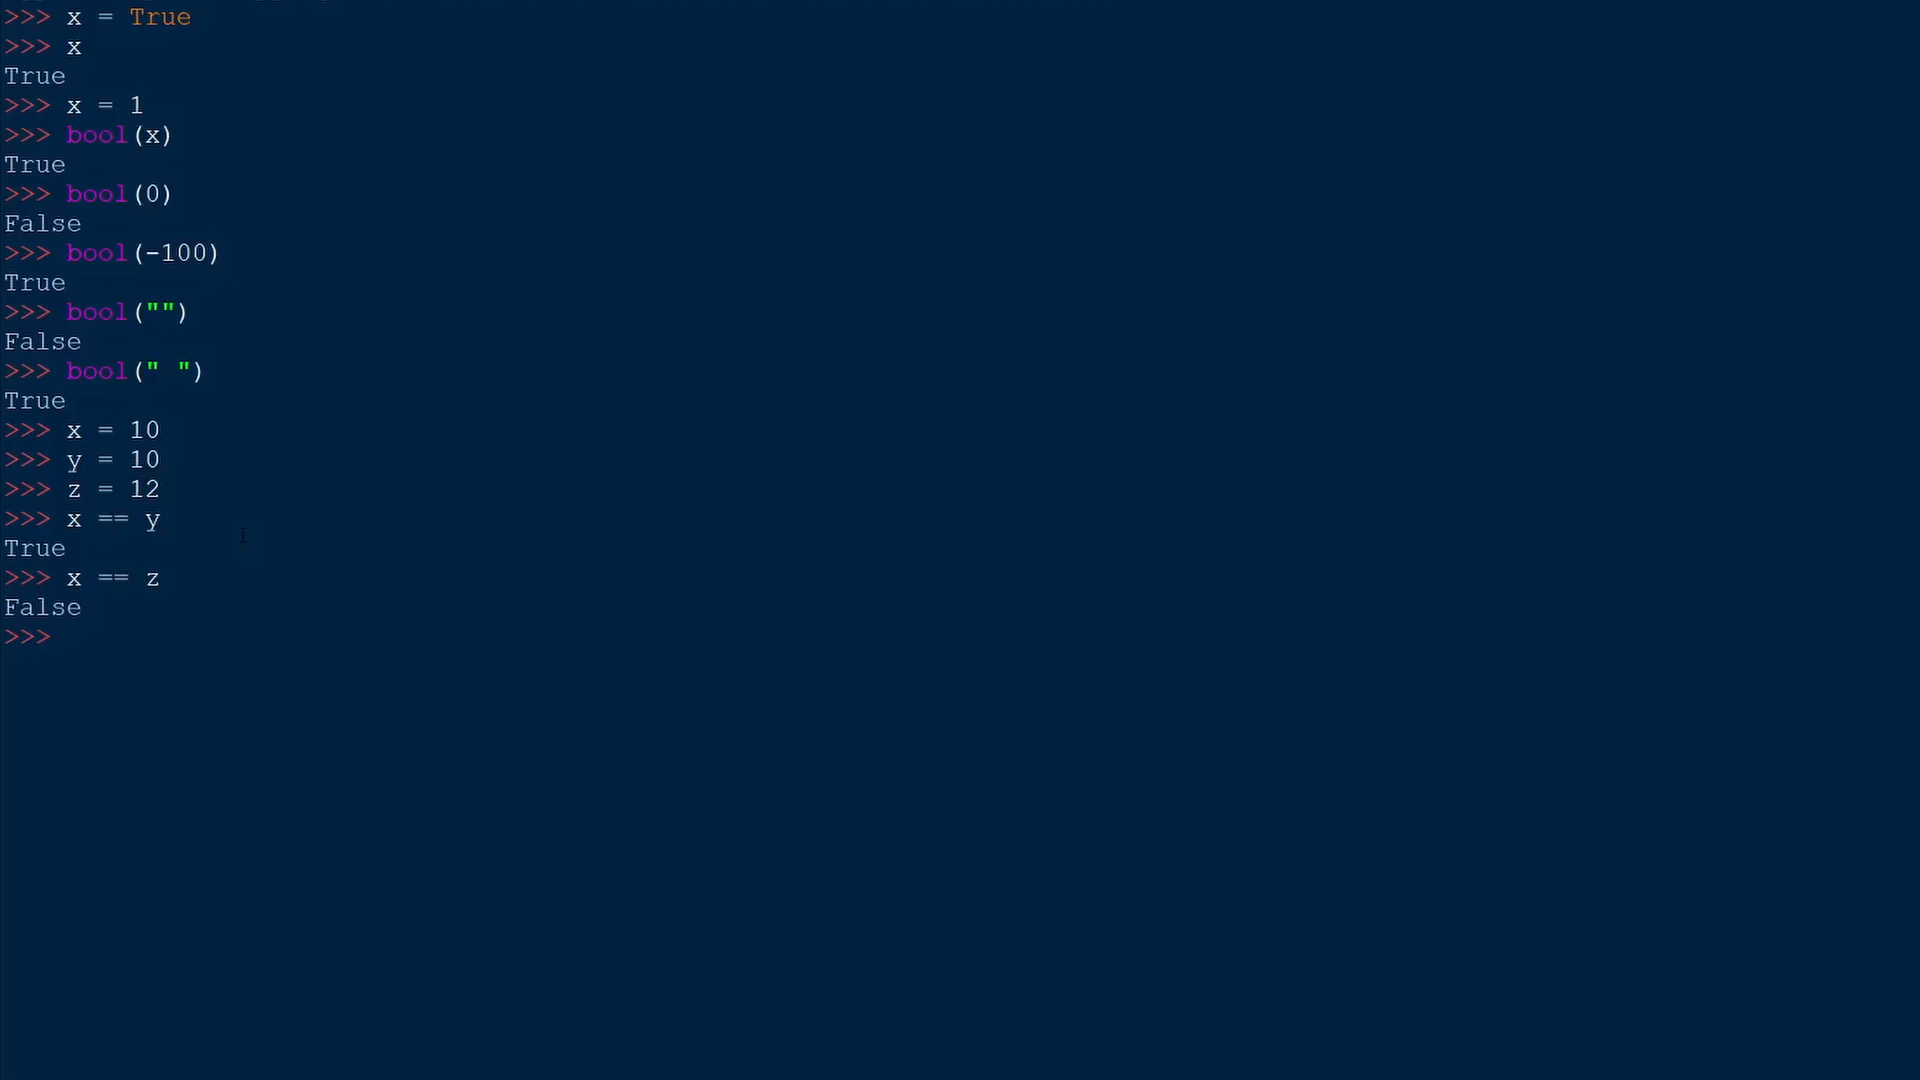 >>> x = True
>>> x
True
>>> x = 1
>>> bool(x)
True
>>> bool(0)
False
>>> bool(-100)
True
>>> bool("")
False
>>> bool(" ")
True
>>> x = 10
>>> y = 10
>>> z = 12
>>> x == y
True
>>> x == z
False
>>>